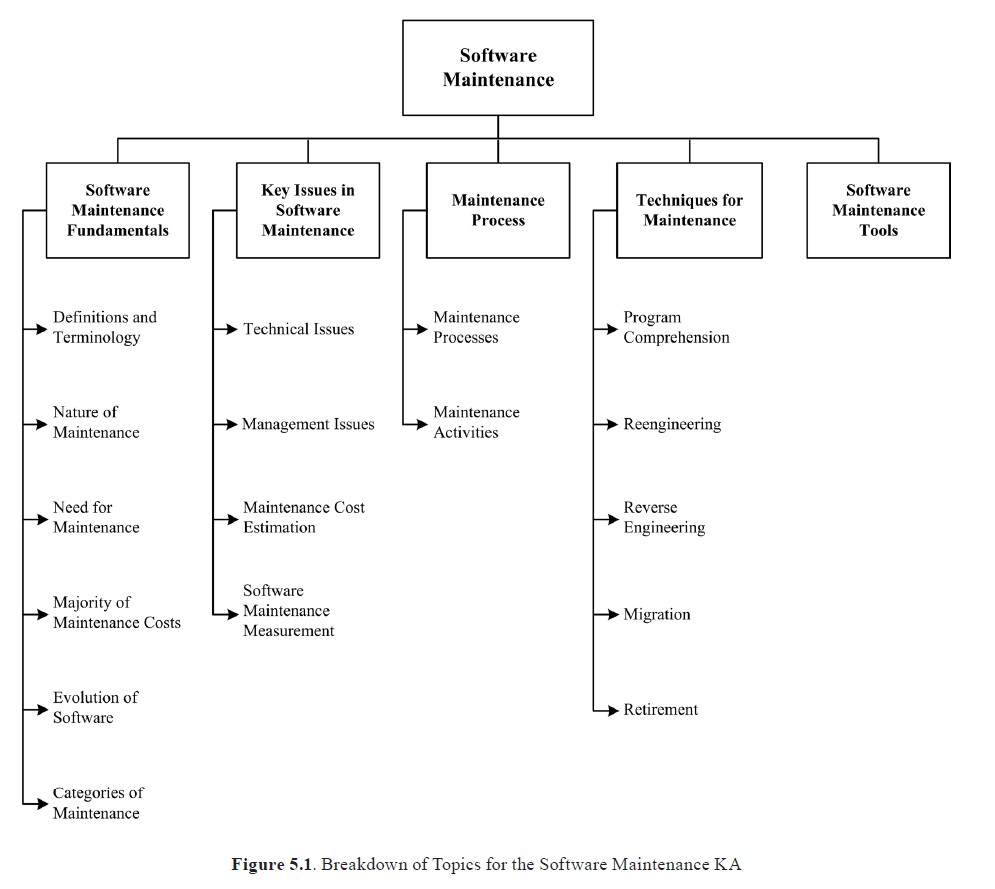 Software
Maintenance
Software
Maintenance
Fundamentals
Key Issues in
Software
Maintenance
Maintenance
Process
Techniques for
Maintenance
Software
Maintenance
Tools
Definitions and
Terminology
Nature of
Maintenance
Need for
Maintenance
Majority of
Maintenance Costs
Evolution of
Software
Categories of
Maintenance
Technical Issues
Management Issues
Maintenance Cost
Estimation
Software
Maintenance
Measurement
Maintenance
Processes
Maintenance
Activities
Program
Comprehension
Reengineering
Reverse
Engineering
Migration
Retirement
Figure 5.1. Breakdown of Topics for the Software Maintenance KA